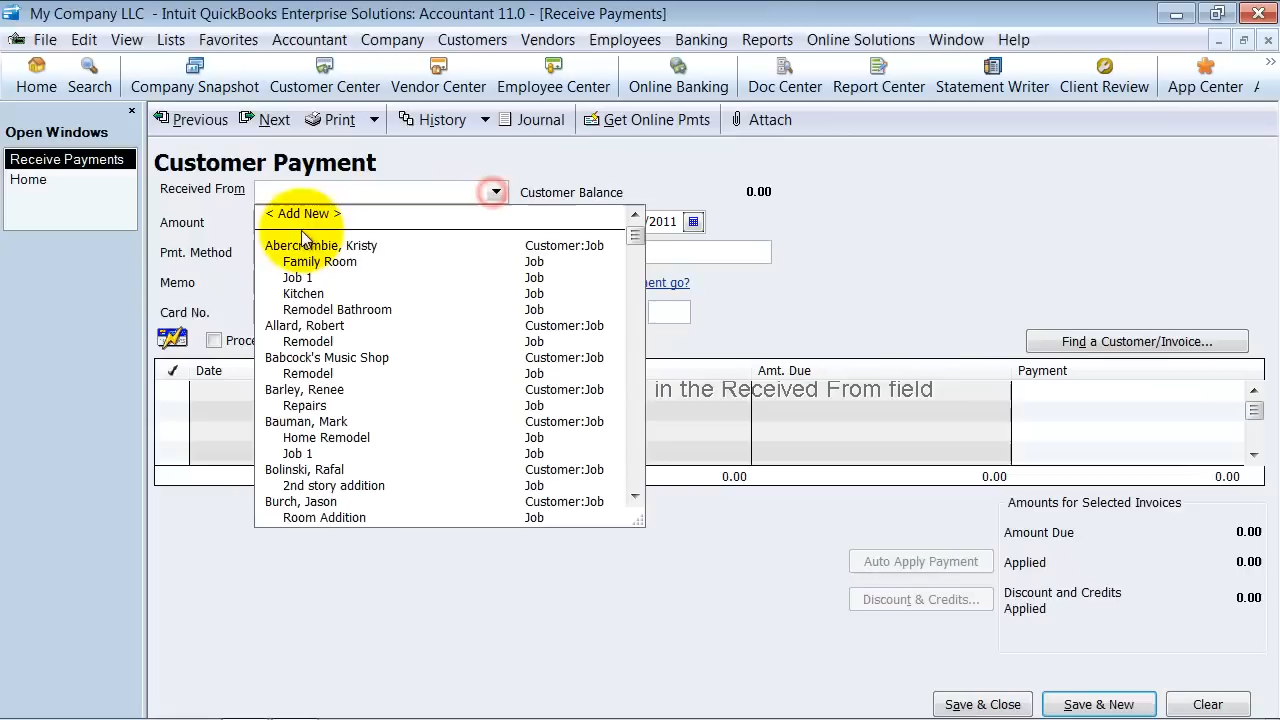 My Company LLC - Intuit QuickBooks Enterprise Solutions: Accountant 11.0 - [Receive Payments]
File Edit View Lists Favorites Accountant Company Customers Vendors Employees Banking Reports Online Solutions Window Help
Home Search Company Snapshot Customer Center Vendor Center Employee Center Online Banking Doc Center Report Center Statement Writer Client Review App Center
Open Windows
Receive Payments
Home
Previous Next Print History Journal Get Online Pmts Attach
Customer Payment
Received From Customer Balance 0.00
Amount /2011
Pmt. Method
Memo ent go?
Card No.
Proce
Find a Customer/Invoice...
< Add New >
Abercrombie, Kristy Customer:Job
Family Room Job
Job 1 Job
Kitchen Job
Remodel Bathroom Job
Allard, Robert Customer:Job
Remodel Job
Babcock's Music Shop Customer:Job
Remodel Job
Barley, Renee Customer:Job
Repairs Job
Bauman, Mark Customer:Job
Home Remodel Job
Job 1 Job
Bolinski, Rafal Customer:Job
2nd story addition Job
Burch, Jason Customer:Job
Room Addition Job
Date Amt. Due Payment
in the Received From field
0.00 0.00 0.00
Amounts for Selected Invoices
Amount Due 0.00
Auto Apply Payment
Applied 0.00
Discount & Credits...
Discount and Credits Applied 0.00
Save & Close Save & New Clear